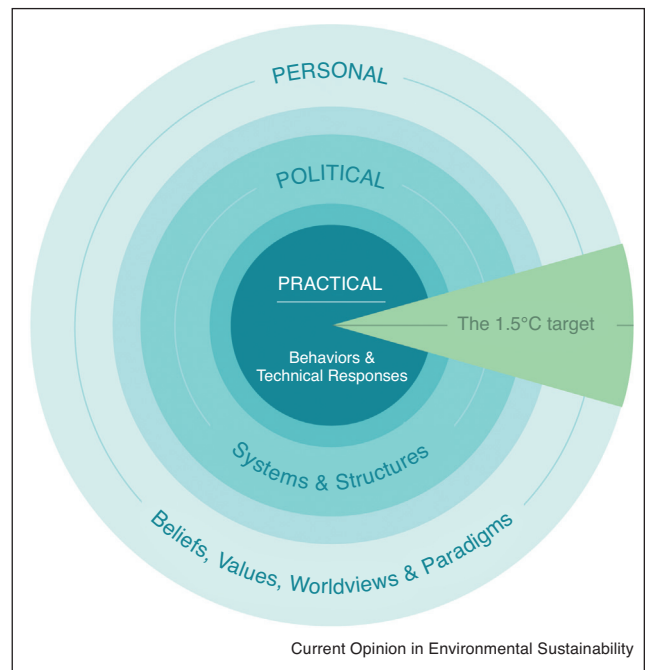 PERSONAL
POLITICAL
PRACTICAL
Behaviors &
Technical Responses
The 1.5°C target
Systems & Structures
Beliefs, Values, Worldviews & Paradigms
Current Opinion in Environmental Sustainability